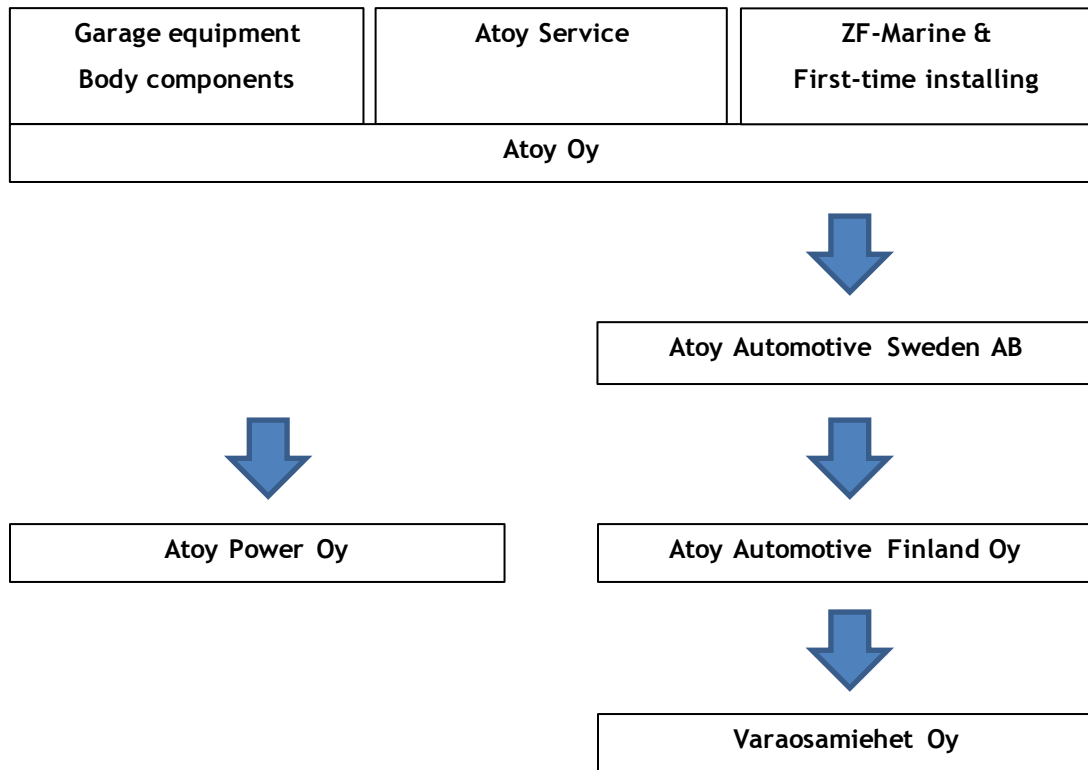 Garage equipment
Body components
Atoy Service
ZF-Marine &
First-time installing
Atoy Oy
Atoy Automotive Sweden AB
Atoy Power Oy
Atoy Automotive Finland Oy
Varaosamiehet Oy